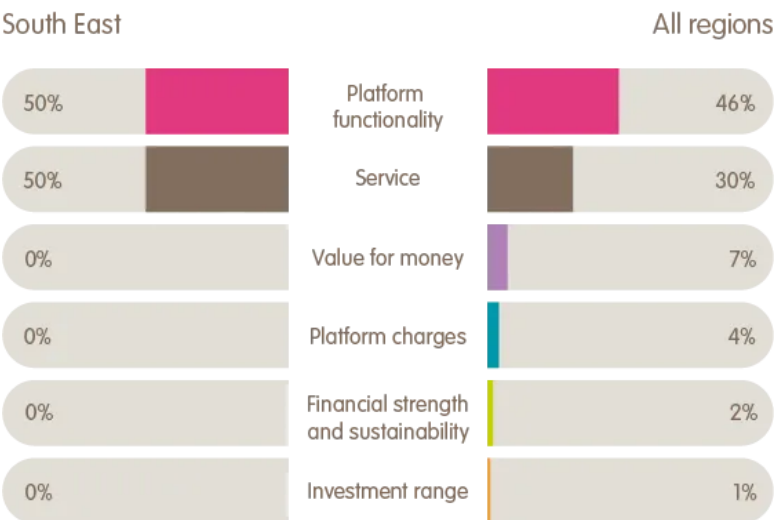 South East All regions
50% Platform functionality 46%
50% Service 30%
0% Value for money 7%
0% Platform charges 4%
0% Financial strength and sustainability 2%
0% Investment range 1%